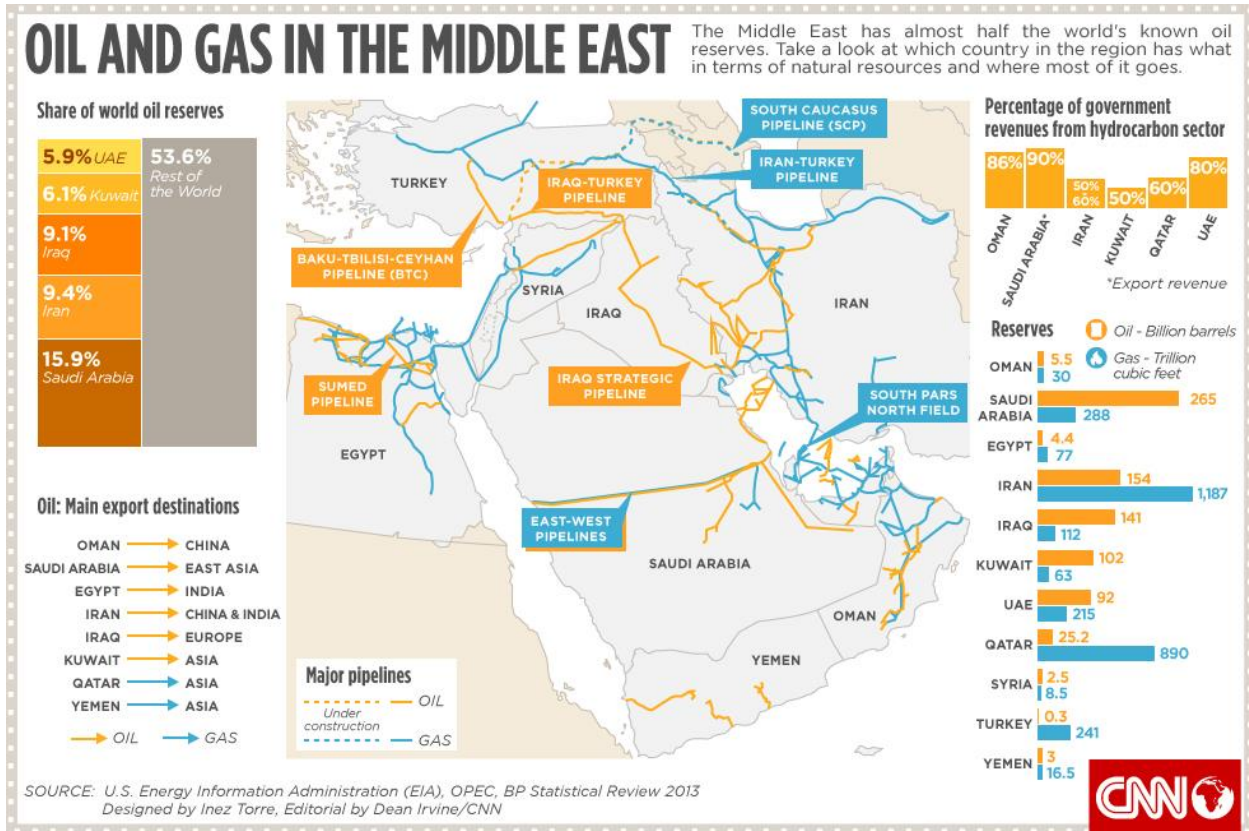 OIL AND GAS IN THE MIDDLE EAST
The Middle East has almost half the world's known oil
reserves. Take a look at which country in the region has what
in terms of natural resources and where most of it goes.
Share of world oil reserves
5.9% UAE
6.1% Kuwait
9.1%
Iraq
9.4%
Iran
15.9%
Saudi Arabia
53.6%
Rest of
the World
Oil: Main export destinations
OMAN CHINA
SAUDI ARABIA EAST ASIA
EGYPT INDIA
IRAN CHINA & INDIA
IRAQ EUROPE
KUWAIT ASIA
QATAR ASIA
YEMEN ASIA
OIL GAS
SOUTH CAUCASUS
PIPELINE (SCP)
IRAN-TURKEY
PIPELINE
TURKEY
IRAQ-TURKEY
PIPELINE
BAKU-TBILISI-CEYHAN
PIPELINE (BTC)
SYRIA
IRAQ
IRAN
SUMED
PIPELINE
IRAQ STRATEGIC
PIPELINE
SOUTH PARS
NORTH FIELD
EGYPT
EAST-WEST
PIPELINES
SAUDI ARABIA
OMAN
YEMEN
Major pipelines
OIL
Under
construction
GAS
Percentage of government
revenues from hydrocarbon sector
86%
90%
50%
-
60%
50%
60%
80%
OMAN
SAUDI ARABIA*
IRAN
KUWAIT
QATAR
UAE
*Export revenue
Reserves
Oil - Billion barrels
Gas - Trillion
cubic feet
OMAN
5.5
30
SAUDI
ARABIA
265
288
EGYPT
4.4
77
IRAN
154
1,187
IRAQ
141
112
KUWAIT
102
63
UAE
92
215
QATAR
25.2
890
SYRIA
2.5
8.5
TURKEY
0.3
241
YEMEN
3
16.5
SOURCE: U.S. Energy Information Administration (EIA), OPEC, BP Statistical Review 2013
Designed by Inez Torre, Editorial by Dean Irvine/CNN
CNN